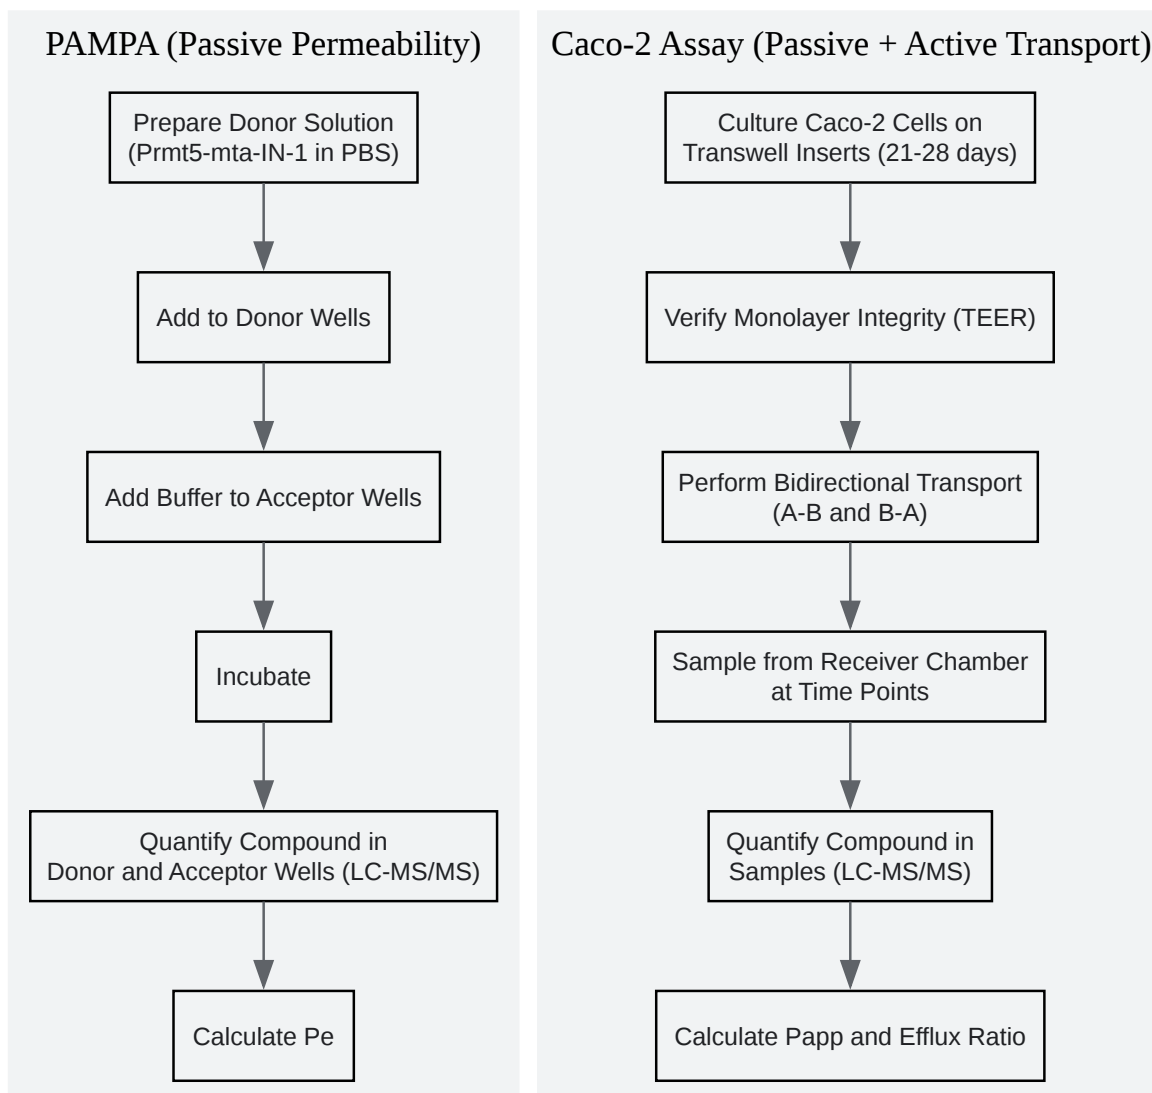 PAMPA (Passive Permeability)
Prepare Donor Solution
(Prmt5-mta-IN-1 in PBS)
Add to Donor Wells
Add Buffer to Acceptor Wells
Incubate
Quantify Compound in
Donor and Acceptor Wells (LC-MS/MS)
Calculate Pe
Caco-2 Assay (Passive + Active Transport)
Culture Caco-2 Cells on
Transwell Inserts (21-28 days)
Verify Monolayer Integrity (TEER)
Perform Bidirectional Transport
(A-B and B-A)
Sample from Receiver Chamber
at Time Points
Quantify Compound in
Samples (LC-MS/MS)
Calculate Papp and Efflux Ratio